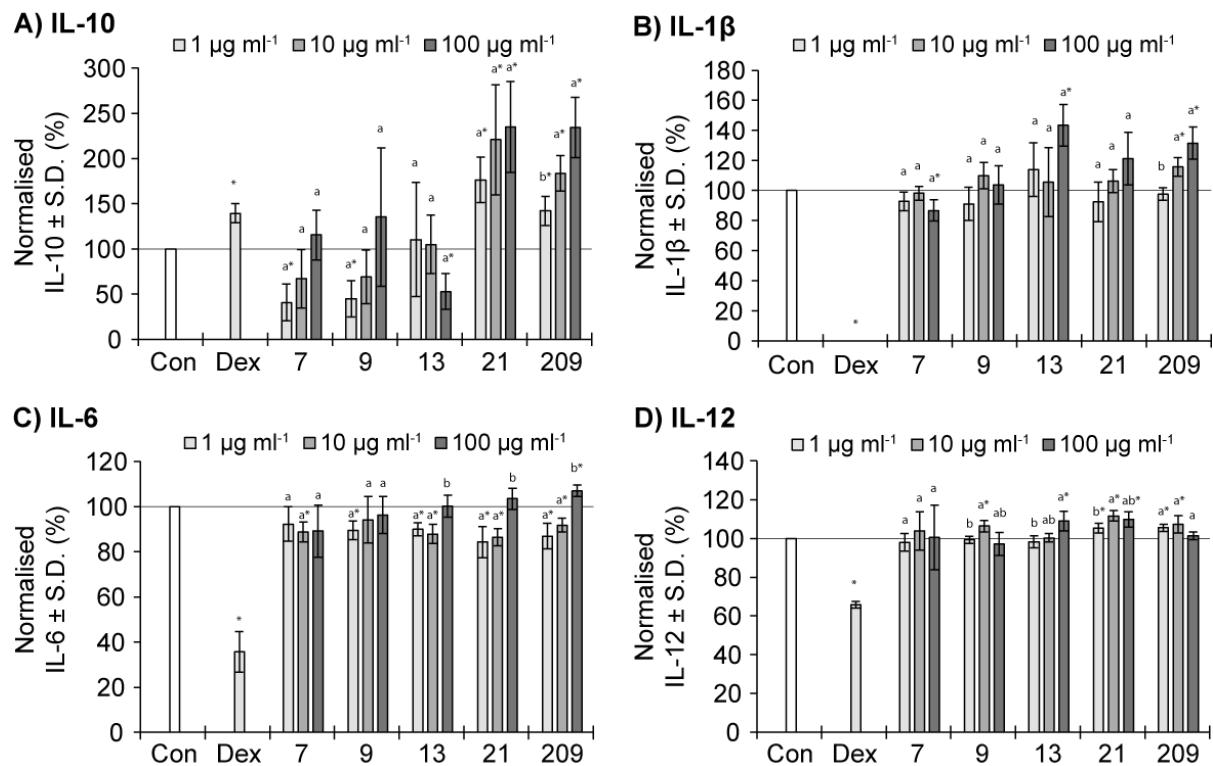 A) IL-10
1 µg ml⁻¹ 10 µg ml⁻¹ 100 µg ml⁻¹
Normalised
IL-10 ± S.D. (%)
300
250
200
150
100
50
0
* a* a a a* a a a a a* a* a* a* b* a* a*
Con Dex 7 9 13 21 209
B) IL-1β
1 µg ml⁻¹ 10 µg ml⁻¹ 100 µg ml⁻¹
Normalised
IL-1β ± S.D. (%)
180
160
140
120
100
80
60
40
20
0
* a a a* a a a a a a* a a a b a* a*
Con Dex 7 9 13 21 209
C) IL-6
1 µg ml⁻¹ 10 µg ml⁻¹ 100 µg ml⁻¹
Normalised
IL-6 ± S.D. (%)
120
100
80
60
40
20
0
* a a* a a* a a a* a* b a* a* b a* a* b*
Con Dex 7 9 13 21 209
D) IL-12
1 µg ml⁻¹ 10 µg ml⁻¹ 100 µg ml⁻¹
Normalised
IL-12 ± S.D. (%)
140
120
100
80
60
40
20
0
* a a a b a* ab b ab a* b* a* ab* a* a* a
Con Dex 7 9 13 21 209